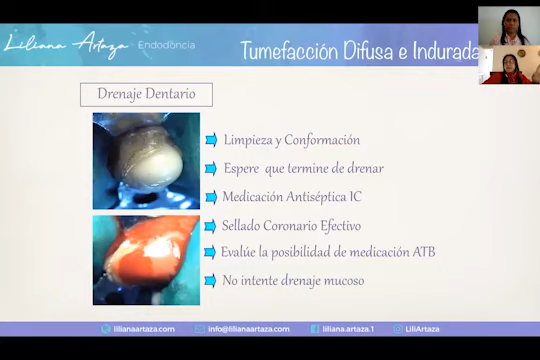 Liliana Artaza Endodoncia
Tumefacción Difusa e Indurada
Drenaje Dentario
Limpieza y Conformación
Espere que termine de drenar
Medicación Antiséptica IC
Sellado Coronario Efectivo
Evalúe la posibilidad de medicación ATB
No intente drenaje mucoso
lilianaartaza.com
info@lilianaartaza.com
liliana.artaza.1
LiliArtaza